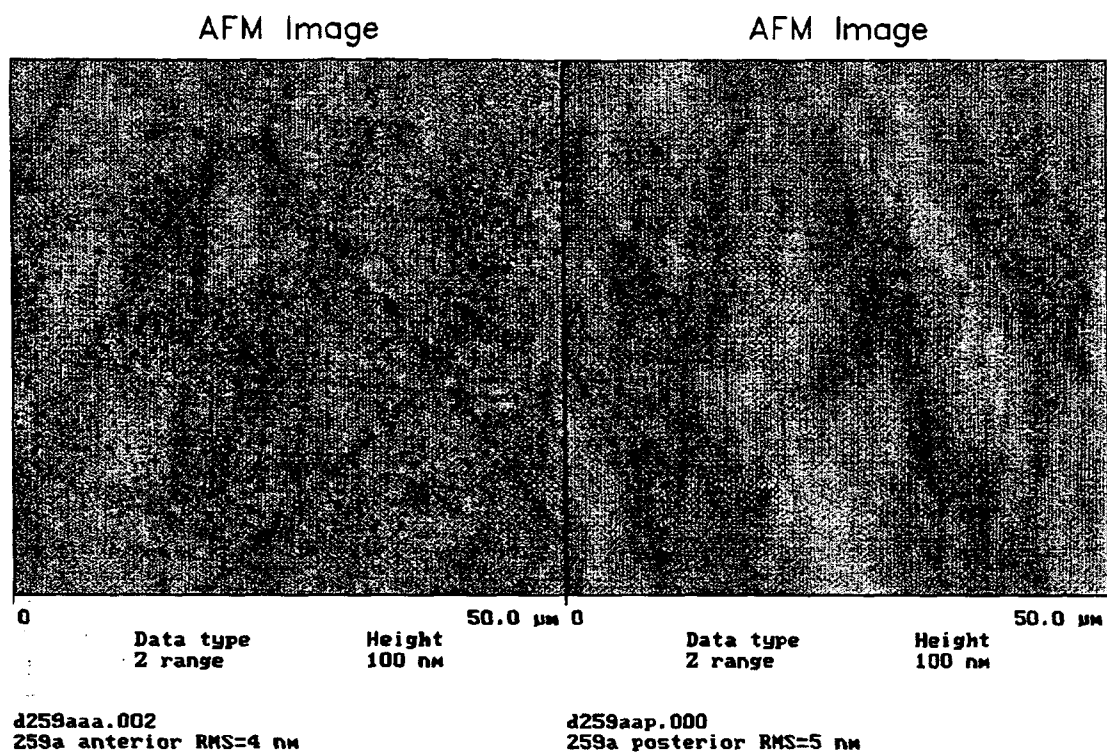 AFM Image
AFM Image
0 50.0 µm
0 50.0 µm
Data type Height
Z range 100 nm
Data type Height
Z range 100 nm
d259aaa.002
259a anterior RMS=4 nm
d259aap.000
259a posterior RMS=5 nm